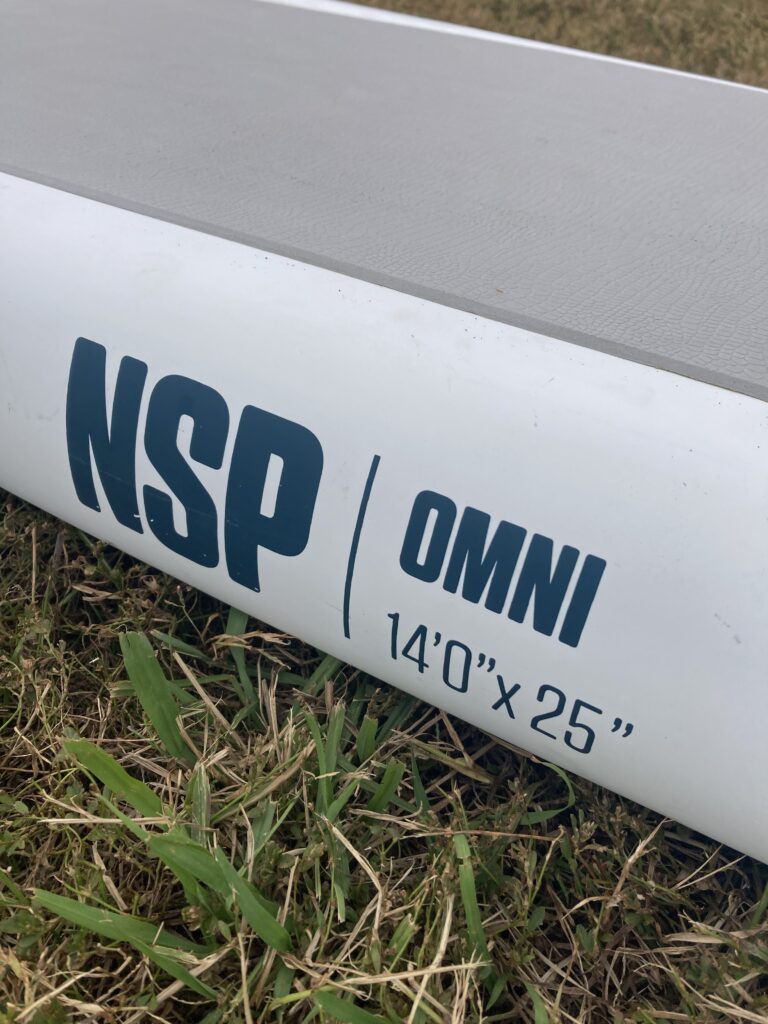 NSP | OMNI
14’0” x 25”